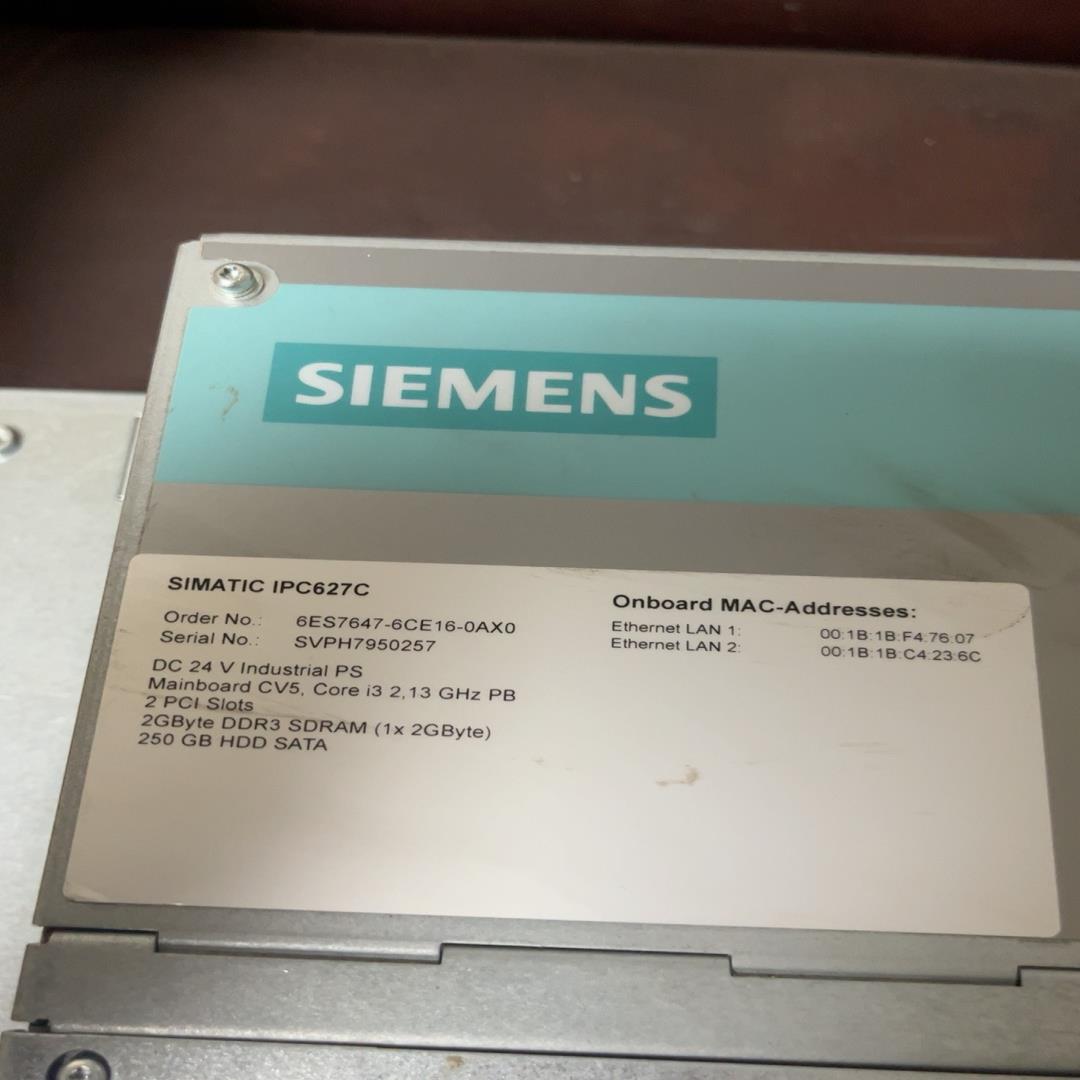 SIEMENS
SIMATIC IPC627C
Order No.: 6ES7647-6CE16-0AX0
Serial No.: SVPH7950257
DC 24 V Industrial PS
Mainboard CV5, Core i3 2,13 GHz PB
2 PCI Slots
2GByte DDR3 SDRAM (1x 2GByte)
250 GB HDD SATA
Onboard MAC-Addresses:
Ethernet LAN 1: 00:1B:1B:F4:76:07
Ethernet LAN 2: 00:1B:1B:C4:23:6C